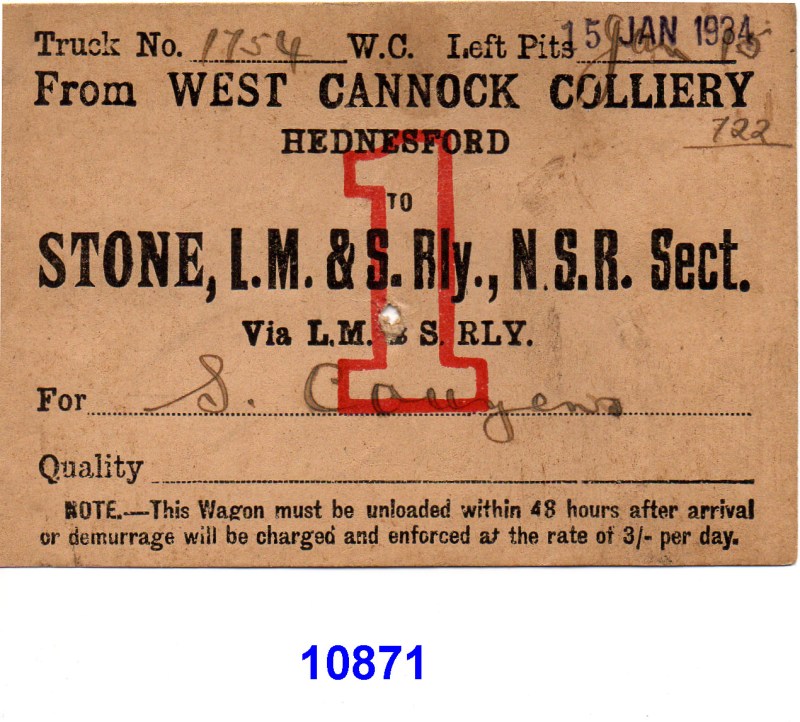 Truck No. 1754 W.C. Left Pits 15 JAN 1934 Jan 15
From WEST CANNOCK COLLIERY
722
HEDNESFORD
1
TO
STONE, L.M. & S. Rly., N.S.R. Sect.
Via L.M. & S. RLY.
For S.
Quality
NOTE.—This Wagon must be unloaded within 48 hours after arrival
or demurrage will be charged and enforced at the rate of 3/- per day.
10871